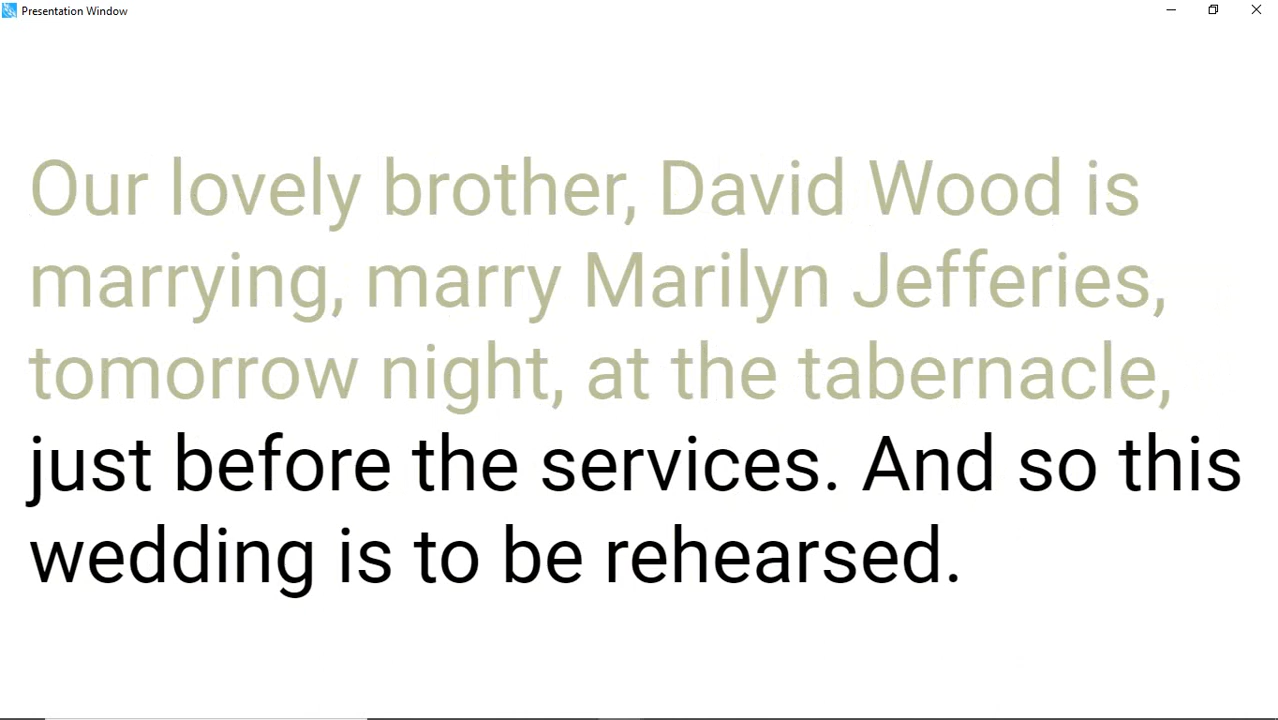 Presentation Window
Our lovely brother, David Wood is
marrying, marry Marilyn Jefferies,
tomorrow night, at the tabernacle,
just before the services. And so this
wedding is to be rehearsed.